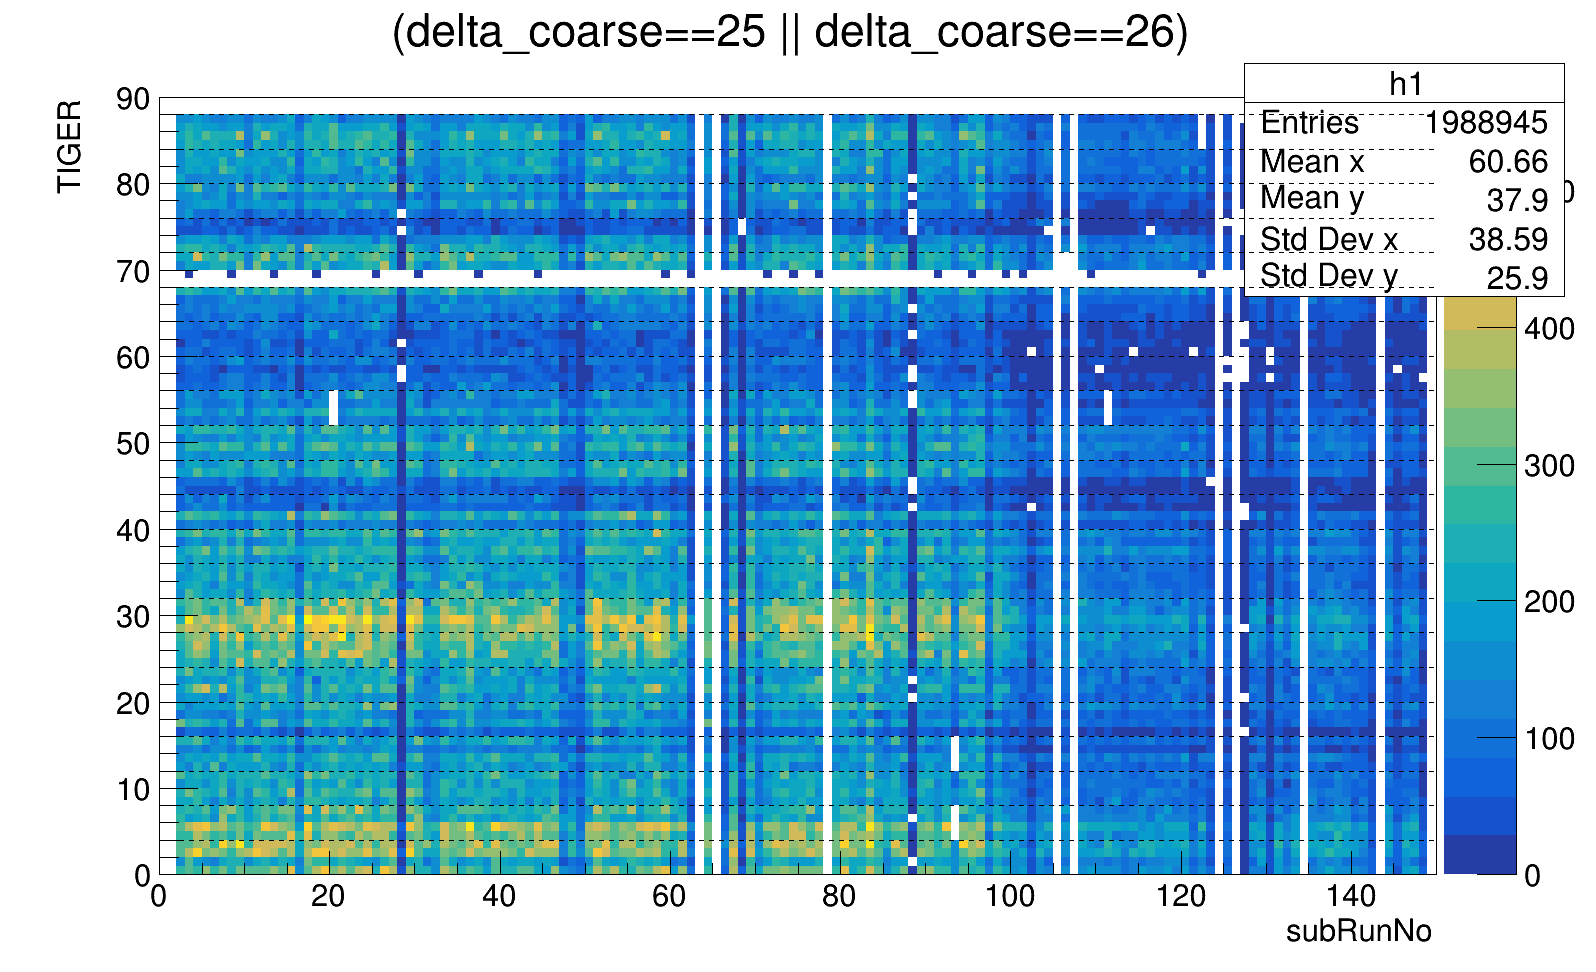 (delta_coarse==25 || delta_coarse==26)
h1
Entries 1988945
Mean x 60.66
Mean y 37.9
Std Dev x 38.59
Std Dev y 25.9
TIGER
90
80
70
60
50
40
30
20
10
0
0 20 40 60 80 100 120 140
subRunNo
0
400
300
200
100
0